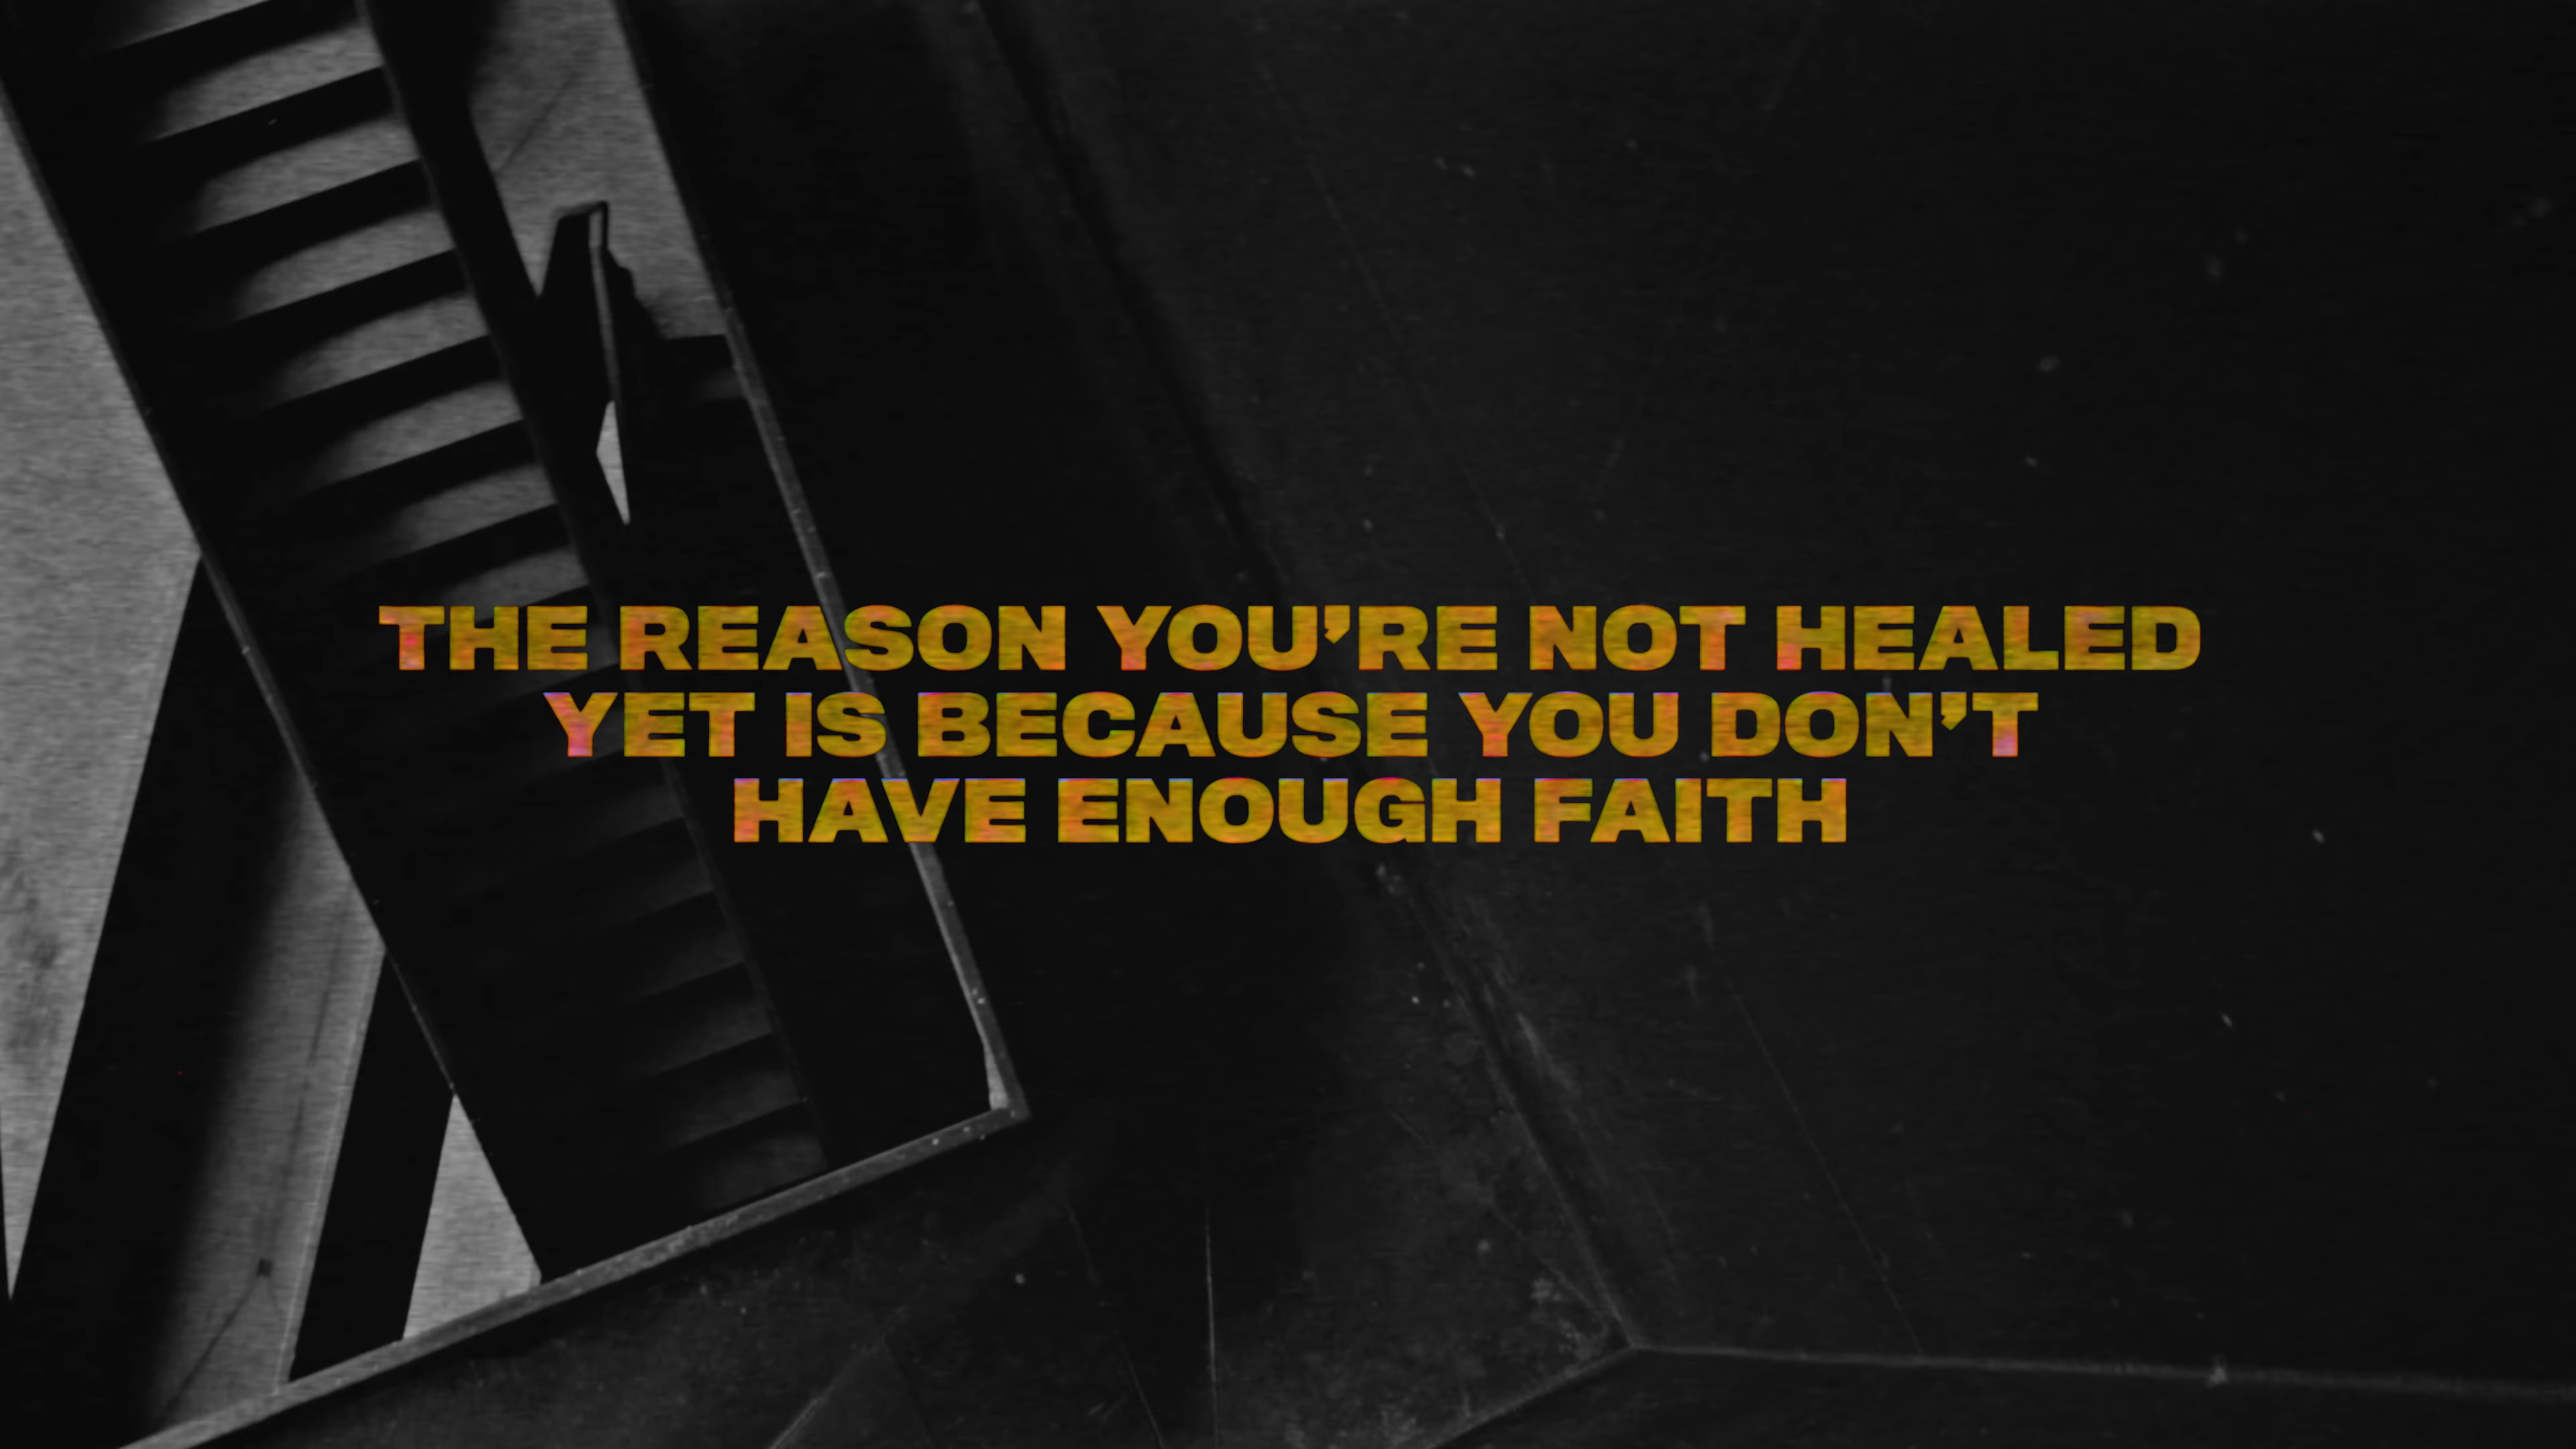 THE REASON YOU’RE NOT HEALED
YET IS BECAUSE YOU DON’T
HAVE ENOUGH FAITH